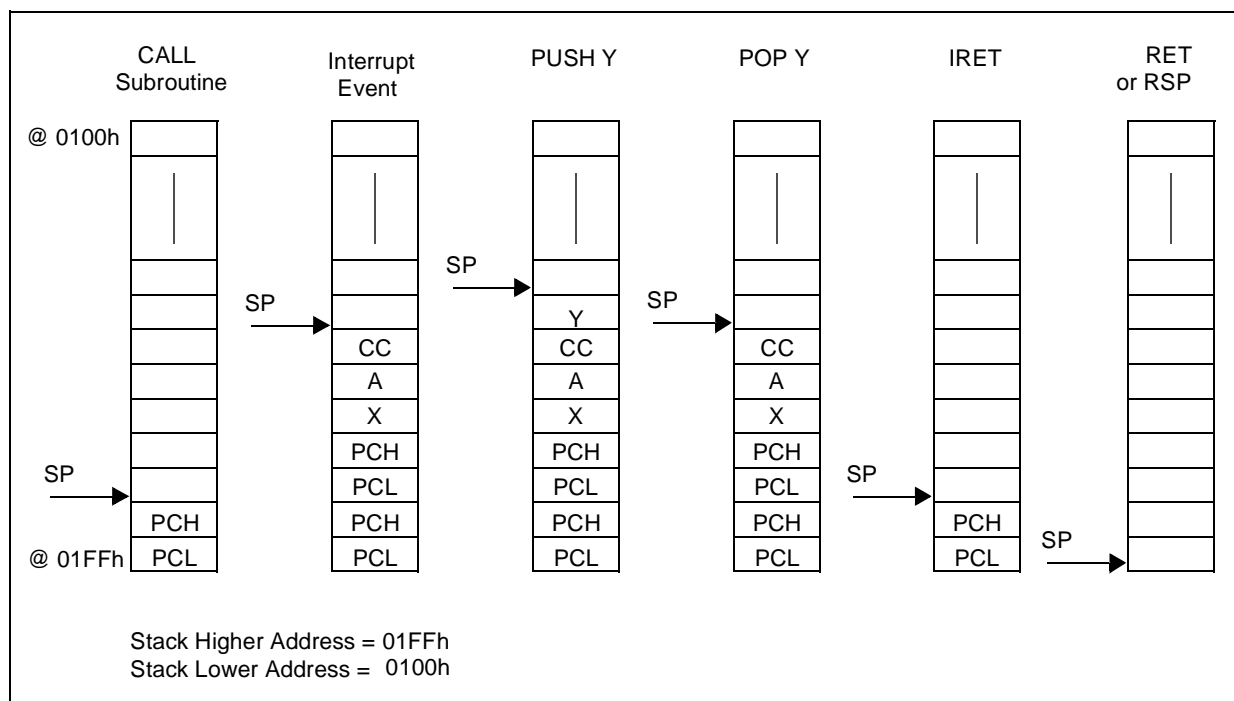 CALL
Subroutine
Interrupt
Event
PUSH Y
POP Y
IRET
RET
or RSP
@ 0100h
SP
SP
SP
Y
CC
CC
CC
A
A
A
X
X
X
PCH
PCH
PCH
SP
PCL
PCL
PCL
SP
PCH
PCH
PCH
PCH
PCH
@ 01FFh
PCL
PCL
PCL
PCL
PCL
SP
Stack Higher Address = 01FFh
Stack Lower Address = 0100h